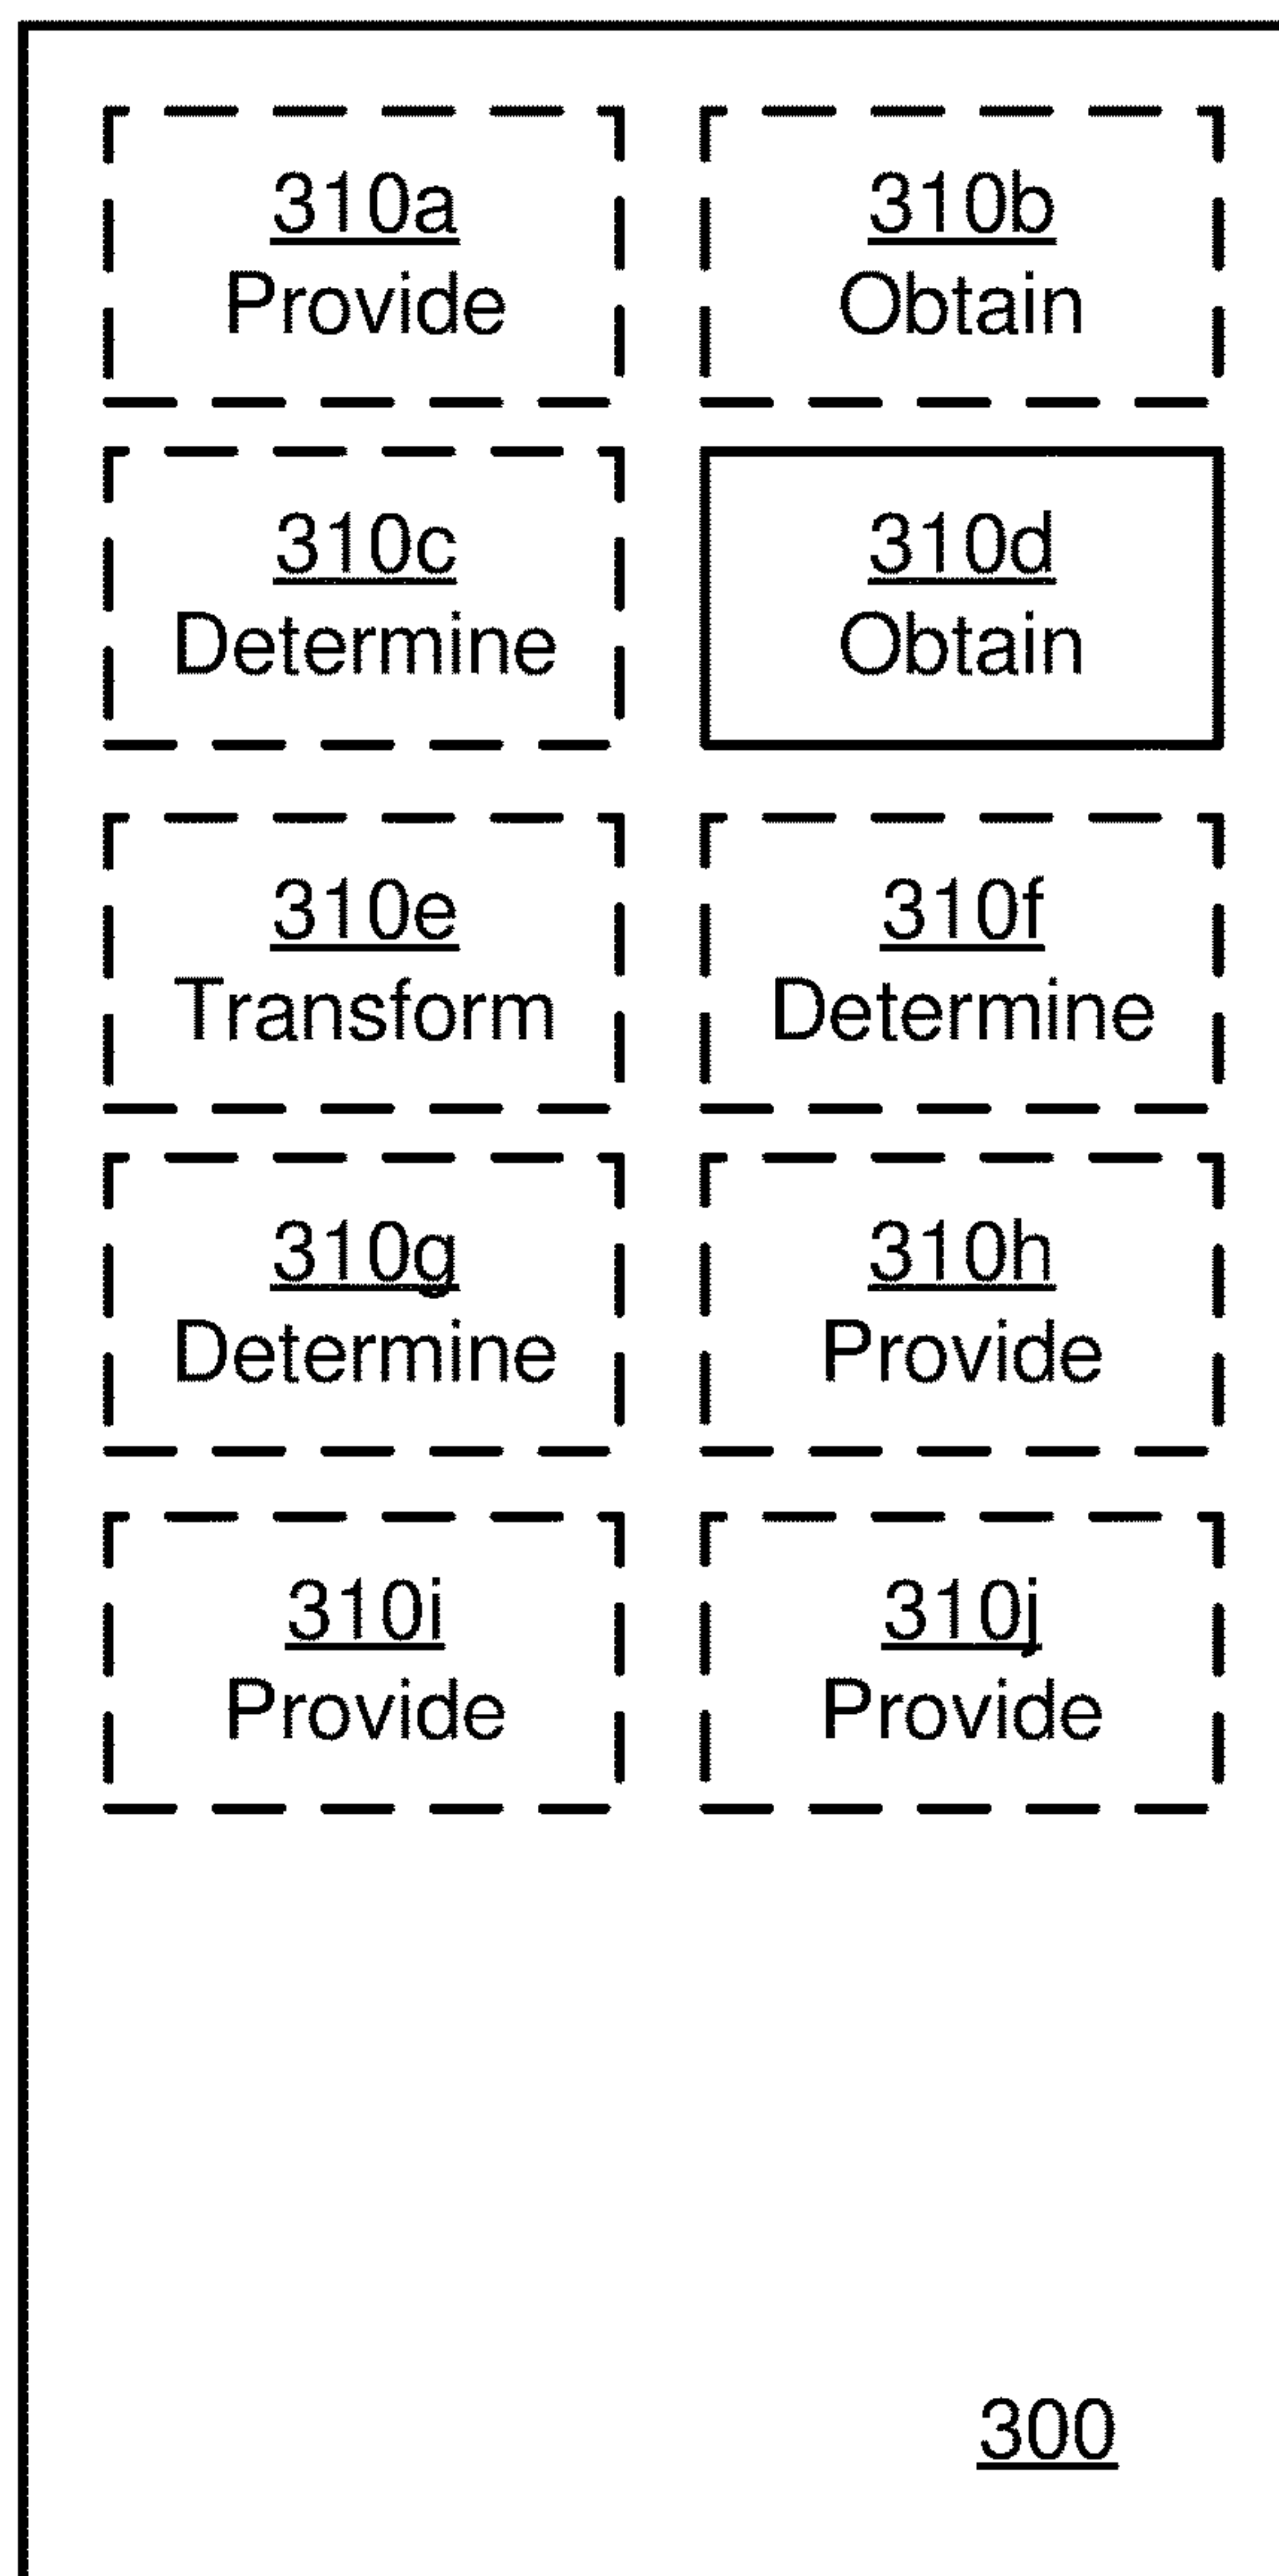 310a
Provide
310b
Obtain
310c
Determine
310d
Obtain
310e
Transform
310f
Determine
310g
Determine
310h
Provide
310i
Provide
310j
Provide
300